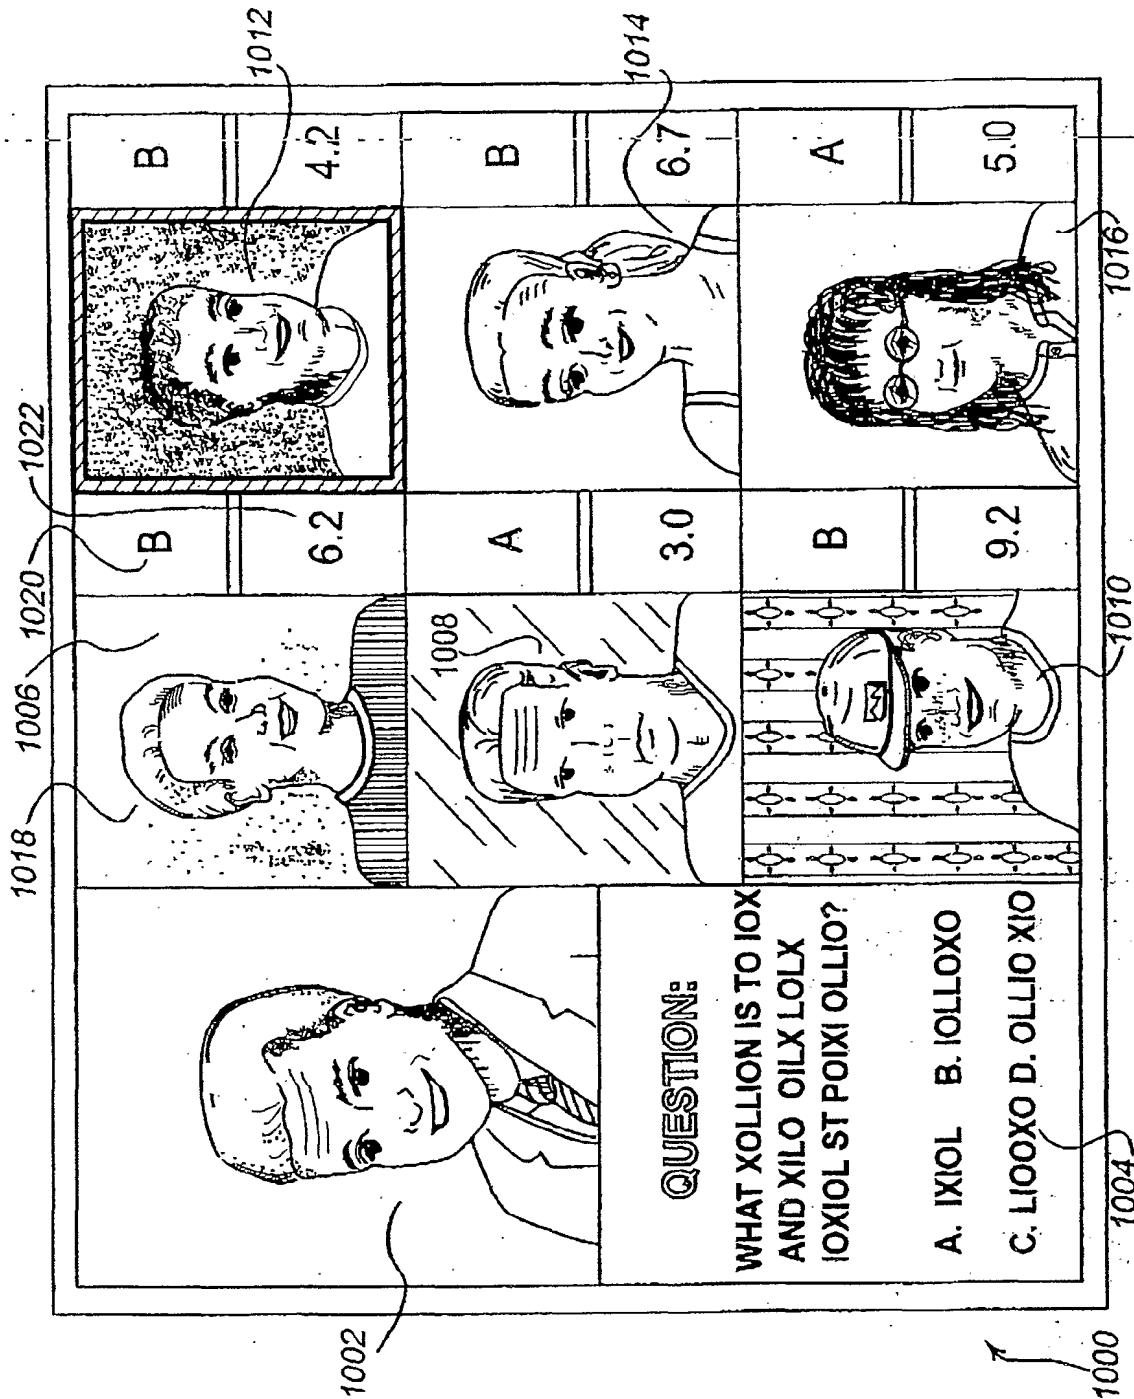 1012
1014
1022
1020
1006
1018
1008
B
6.2
B
4.2
A
3.0
B
6.7
B
9.2
A
5.0
QUESTION:
WHAT XOLLION IS TO IOX
AND XILO OILX LOLX
IOXIOL ST POIXI OLLIO?
A. IXIOL B. IOLLOXO
C. LIOOXO D. OLLIO XIO
1002
1000
1004
1010
1016